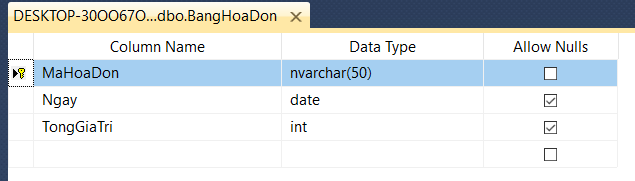 DESKTOP-30OO67O...dbo.BangHoaDon
Column Name Data Type Allow Nulls
MaHoaDon nvarchar(50)
Ngay date
TongGiaTri int